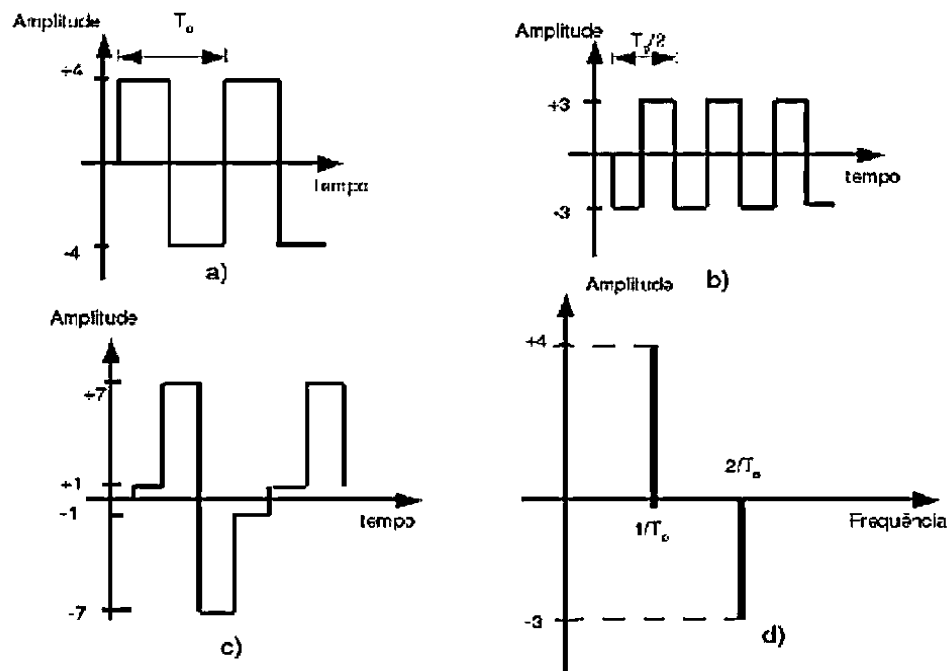 Amplitude
T₀
+4
tempo
-4
a)
Amplitude
T₀/2
+3
tempo
-3
b)
Amplitude
+7
+1
-1
tempo
-7
c)
Amplitude
+4
2/T₀
1/T₀
Frequência
-3
d)